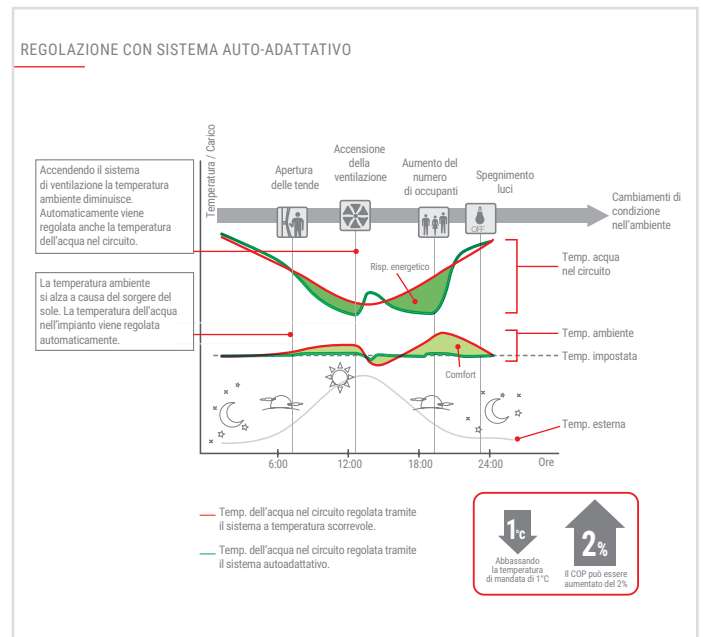 REGOLAZIONE CON SISTEMA AUTO-ADATTATIVO
Temperatura / Carico
Accendendo il sistema
di ventilazione la temperatura
ambiente diminuisce.
Automaticamente viene
regolata anche la temperatura
dell'acqua nel circuito.
Apertura
delle tende
Accensione
della
ventilazione
Aumento del
numero
di occupanti
Spegnimento
luci
OFF
Cambiamenti di
condizione
nell'ambiente
Risp. energetico
Temp. acqua
nel circuito
La temperatura ambiente
si alza a causa del sorgere del
sole. La temperatura dell'acqua
nell'impianto viene regolata
automaticamente.
Temp. ambiente
Temp. impostata
Comfort
Temp. esterna
6:00
12:00
18:00
24:00
Ore
Temp. dell'acqua nel circuito regolata tramite
il sistema a temperatura scorrevole.
Temp. dell'acqua nel circuito regolata tramite
il sistema autoadattativo.
1°C
Abbassando
la temperatura
di mandata di 1°C
2%
Il COP può essere
aumentato del 2%